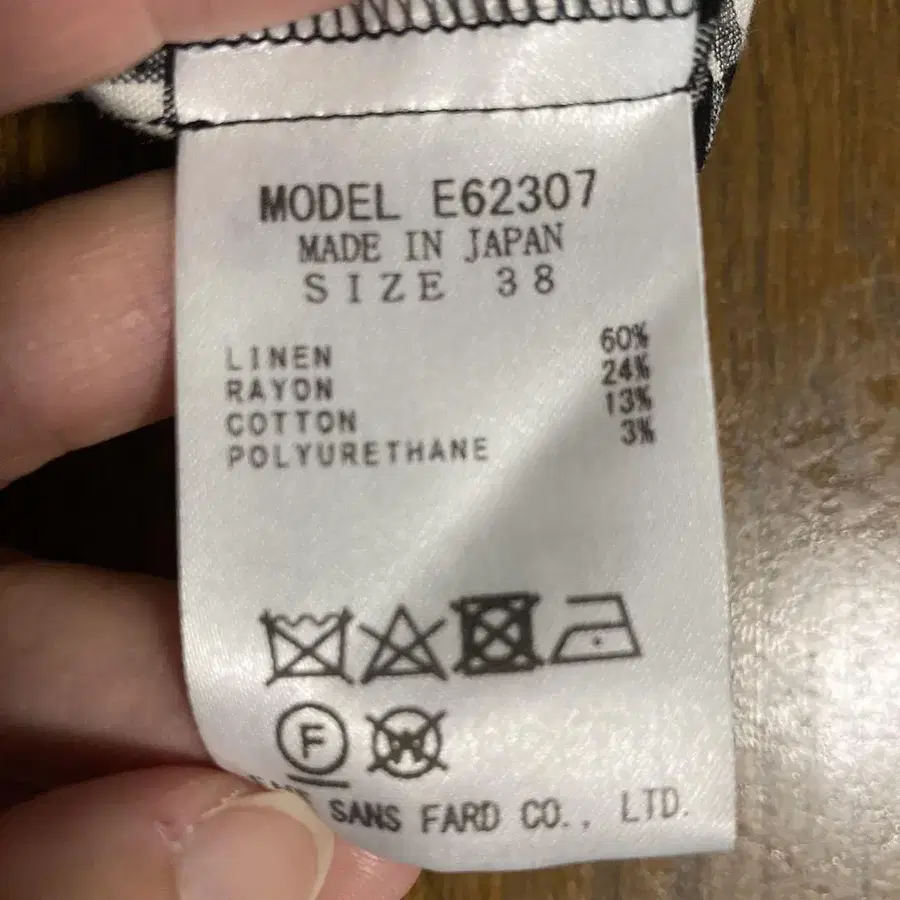 MODEL E62307
MADE IN JAPAN
SIZE 38
LINEN 60%
RAYON 24%
COTTON 13%
POLYURETHANE 3%
F W
SANS FARD CO., LTD.